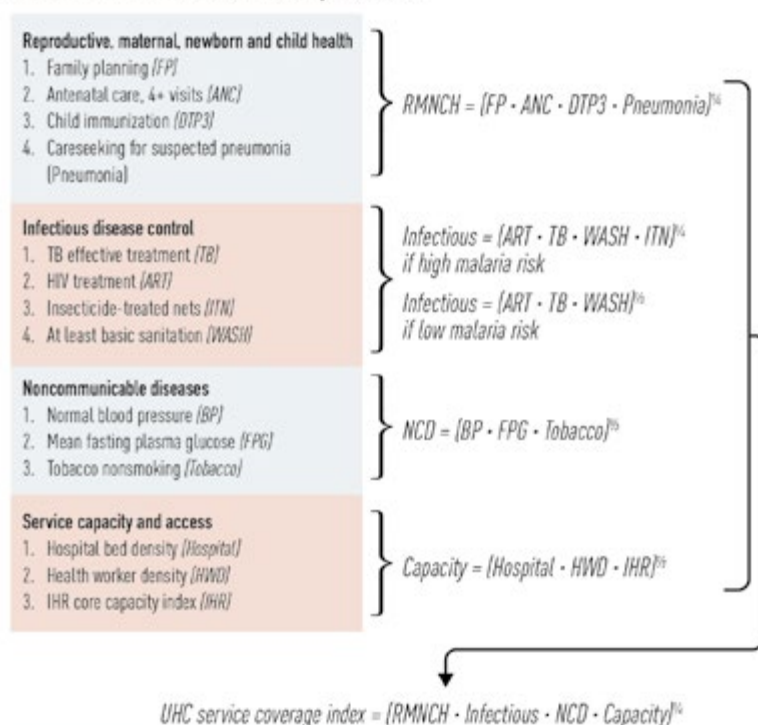 Reproductive, maternal, newborn and child health
1. Family planning (FP)
2. Antenatal care, 4+ visits (ANC)
3. Child immunization (DTP3)
4. Careseeking for suspected pneumonia
(Pneumonia)
RMNCH = (FP · ANC · DTP3 · Pneumonia)¼
Infectious disease control
1. TB effective treatment (TB)
2. HIV treatment (ART)
3. Insecticide-treated nets (ITN)
4. At least basic sanitation (WASH)
Infectious = (ART · TB · WASH · ITN)¼
if high malaria risk
Infectious = (ART · TB · WASH)⅓
if low malaria risk
Noncommunicable diseases
1. Normal blood pressure (BP)
2. Mean fasting plasma glucose (FPG)
3. Tobacco nonsmoking (Tobacco)
NCD = (BP · FPG · Tobacco)⅓
Service capacity and access
1. Hospital bed density (Hospital)
2. Health worker density (HWD)
3. IHR core capacity index (IHR)
Capacity = (Hospital · HWD · IHR)⅓
UHC service coverage index = (RMNCH · Infectious · NCD · Capacity)¼